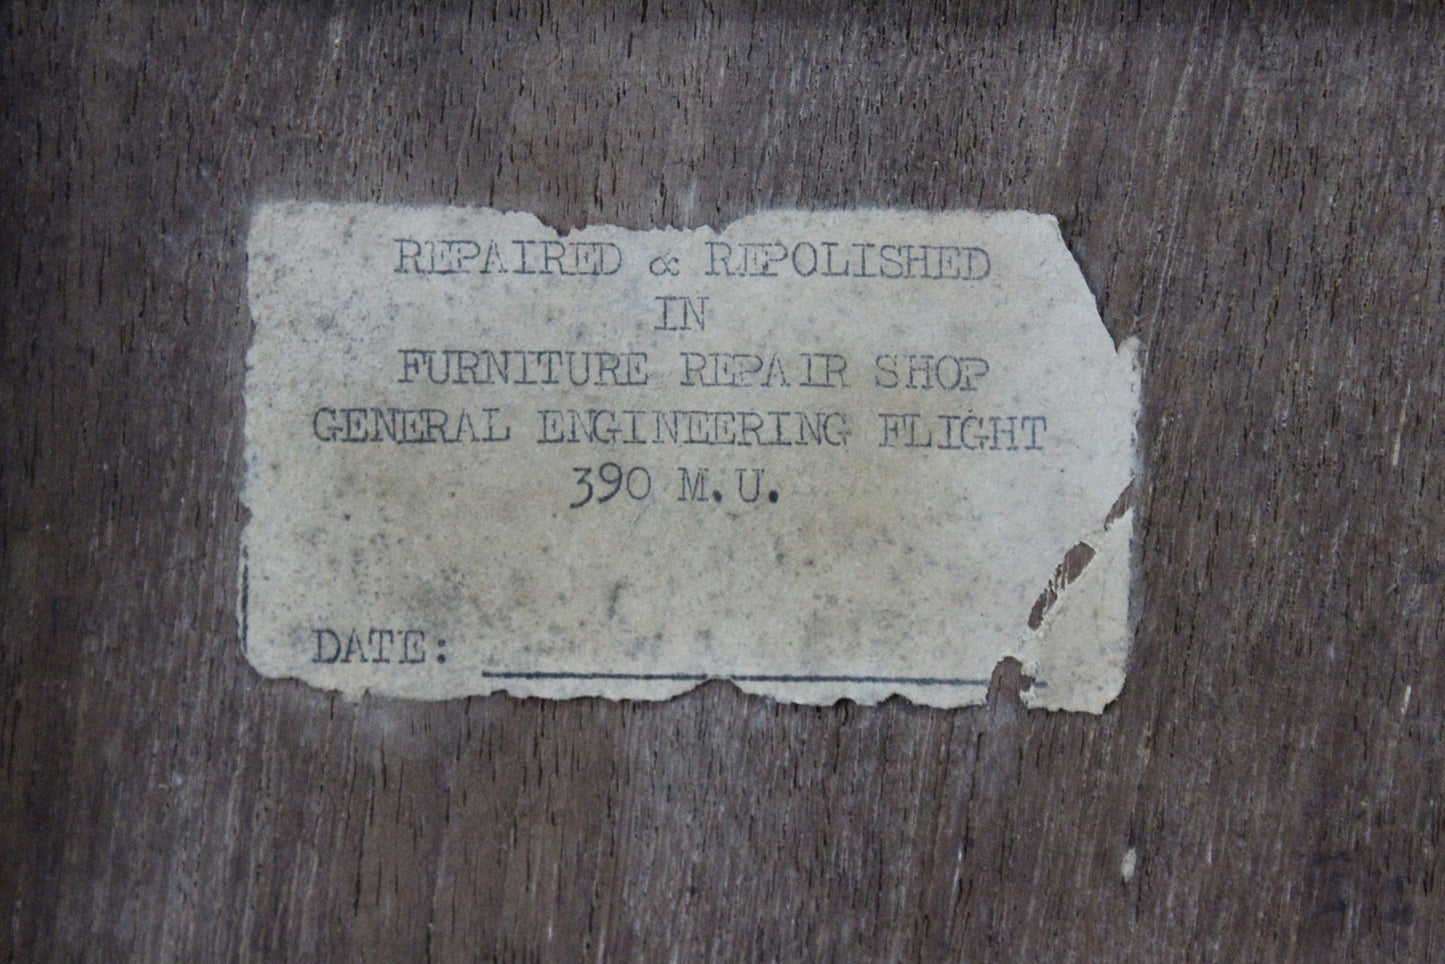 REPAIRED & REPOLISHED
IN
FURNITURE REPAIR SHOP
GENERAL ENGINEERING FLIGHT
390 M.U.
DATE: